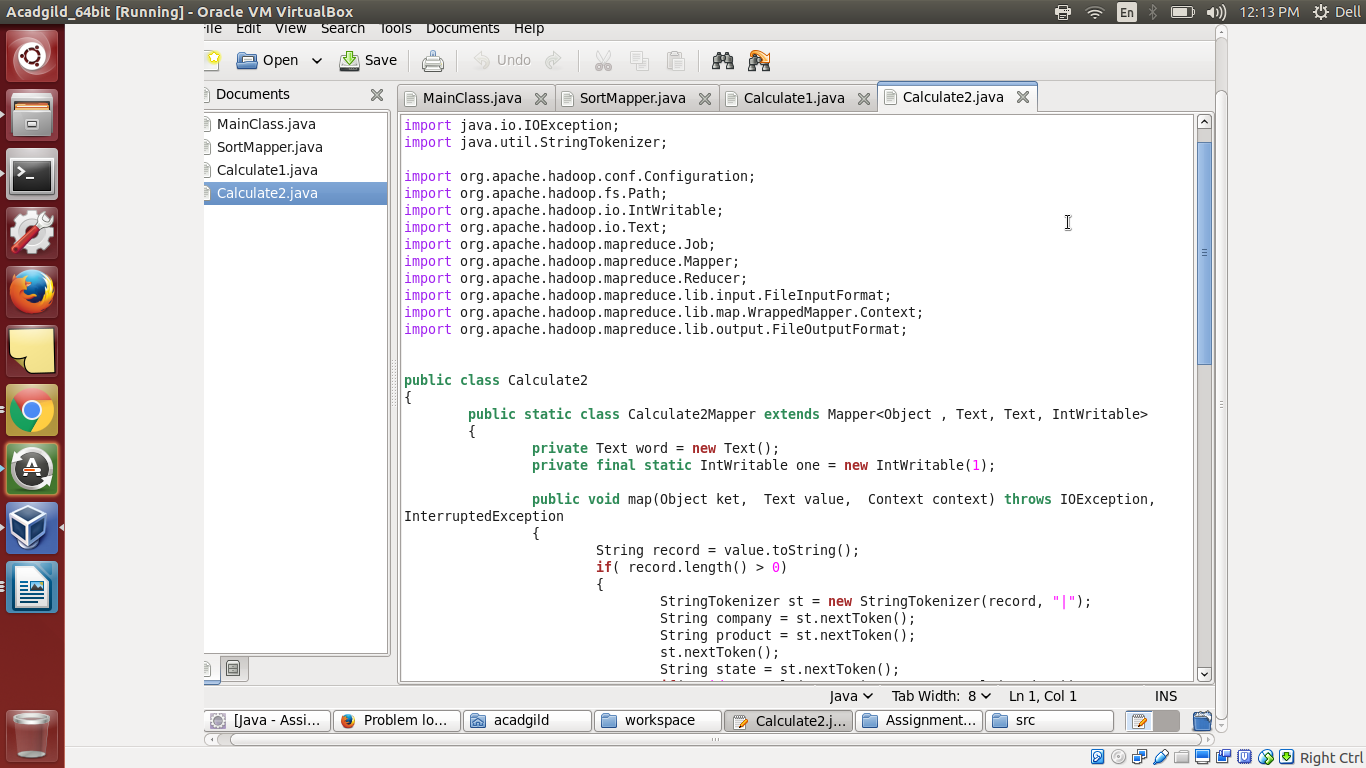 Acadgild_64bit [Running] - Oracle VM VirtualBox
En
12:13 PM
Dell
File Edit View Search Tools Documents Help
Open
Save
Undo
Documents
MainClass.java
SortMapper.java
Calculate1.java
Calculate2.java
MainClass.java
SortMapper.java
Calculate1.java
Calculate2.java
import java.io.IOException;
import java.util.StringTokenizer;
import org.apache.hadoop.conf.Configuration;
import org.apache.hadoop.fs.Path;
import org.apache.hadoop.io.IntWritable;
import org.apache.hadoop.io.Text;
import org.apache.hadoop.mapreduce.Job;
import org.apache.hadoop.mapreduce.Mapper;
import org.apache.hadoop.mapreduce.Reducer;
import org.apache.hadoop.mapreduce.lib.input.FileInputFormat;
import org.apache.hadoop.mapreduce.lib.map.WrappedMapper.Context;
import org.apache.hadoop.mapreduce.lib.output.FileOutputFormat;
public class Calculate2
{
public static class Calculate2Mapper extends Mapper<Object , Text, Text, IntWritable>
{
private Text word = new Text();
private final static IntWritable one = new IntWritable(1);
public void map(Object ket,  Text value,  Context context) throws IOException,
InterruptedException
{
String record = value.toString();
if( record.length() > 0)
{
StringTokenizer st = new StringTokenizer(record, "|");
String company = st.nextToken();
String product = st.nextToken();
st.nextToken();
String state = st.nextToken();
Java
Tab Width: 8
Ln 1, Col 1
INS
[Java - Assi...
Problem lo...
acadgild
workspace
Calculate2.j...
Assignment...
src
Right Ctrl